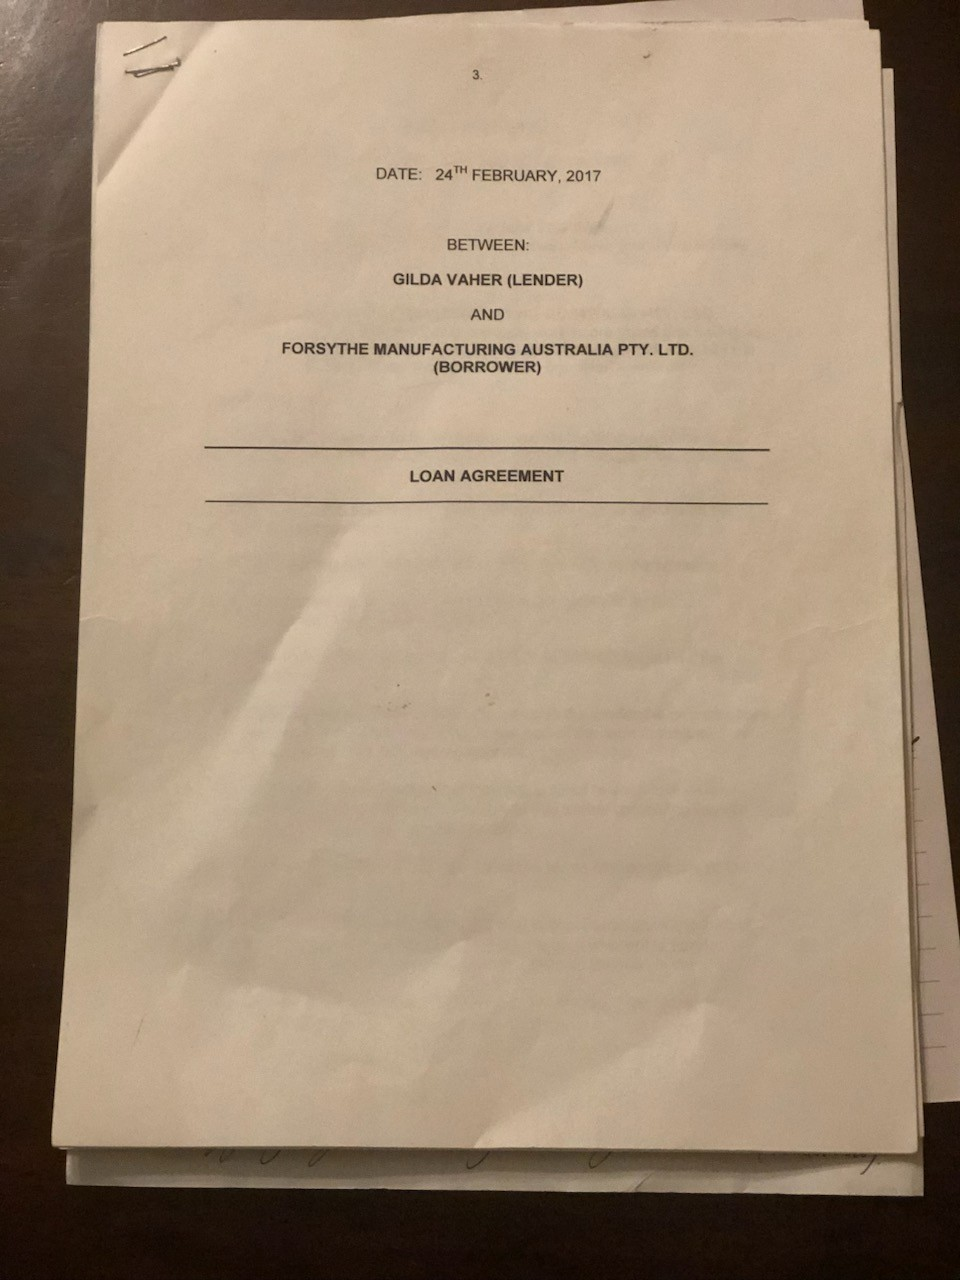 3.
DATE: 24TH FEBRUARY, 2017
BETWEEN:
GILDA VAHER (LENDER)
AND
FORSYTHE MANUFACTURING AUSTRALIA PTY. LTD.
(BORROWER)
LOAN AGREEMENT